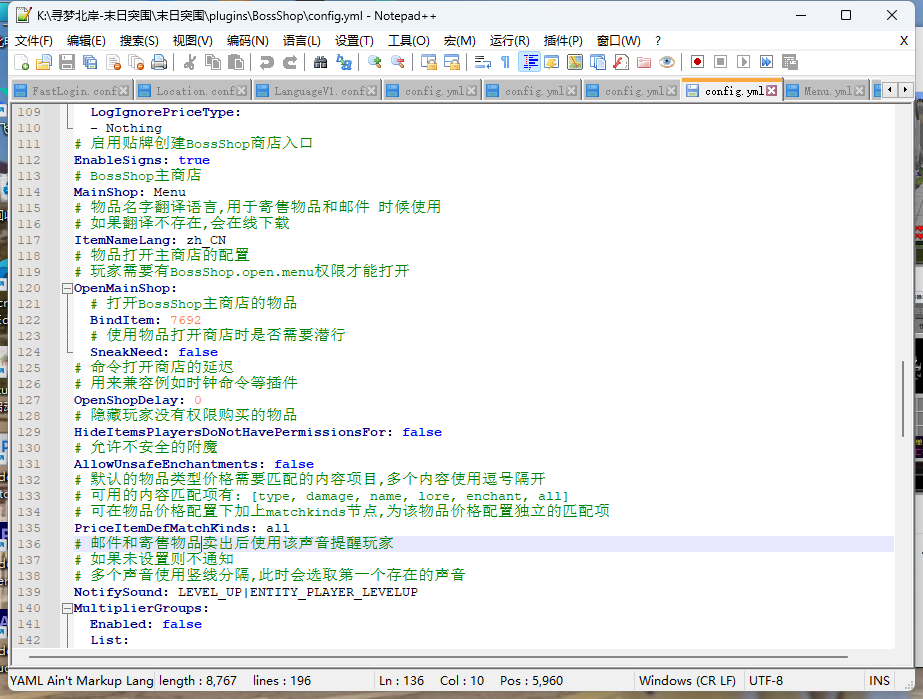 K:\寻梦北岸-末日突围\末日突围\plugins\BossShop\config.yml - Notepad++
文件(F) 编辑(E) 搜索(S) 视图(V) 编码(N) 语言(L) 设置(T) 工具(O) 宏(M) 运行(R) 插件(P) 窗口(W) ? X
FastLogin.conf Location.conf LanguageV1.conf config.yml config.yml config.yml config.yml Menu.yml
109 LogIgnorePriceType:
110 - Nothing
111 # 启用贴牌创建BossShop商店入口
112 EnableSigns: true
113 # BossShop主商店
114 MainShop: Menu
115 # 物品名字翻译语言,用于寄售物品和邮件 时候使用
116 # 如果翻译不存在,会在线下载
117 ItemNameLang: zh_CN
118 # 物品打开主商店的配置
119 # 玩家需要有BossShop.open.menu权限才能打开
120 OpenMainShop:
121 # 打开BossShop主商店的物品
122 BindItem: 7692
123 # 使用物品打开商店时是否需要潜行
124 SneakNeed: false
125 # 命令打开商店的延迟
126 # 用来兼容例如时钟命令等插件
127 OpenShopDelay: 0
128 # 隐藏玩家没有权限购买的物品
129 HideItemsPlayersDoNotHavePermissionsFor: false
130 # 允许不安全的附魔
131 AllowUnsafeEnchantments: false
132 # 默认的物品类型价格需要匹配的内容项目,多个内容使用逗号隔开
133 # 可用的内容匹配项有: [type, damage, name, lore, enchant, all]
134 # 可在物品价格配置下加上matchkinds节点,为该物品价格配置独立的匹配项
135 PriceItemDefMatchKinds: all
136 # 邮件和寄售物品卖出后使用该声音提醒玩家
137 # 如果未设置则不通知
138 # 多个声音使用竖线分隔,此时会选取第一个存在的声音
139 NotifySound: LEVEL_UP|ENTITY_PLAYER_LEVELUP
140 MultiplierGroups:
141 Enabled: false
142 List:
YAML Ain't Markup Lang length : 8,767 lines : 196 Ln : 136 Col : 10 Pos : 5,960 Windows (CR LF) UTF-8 INS